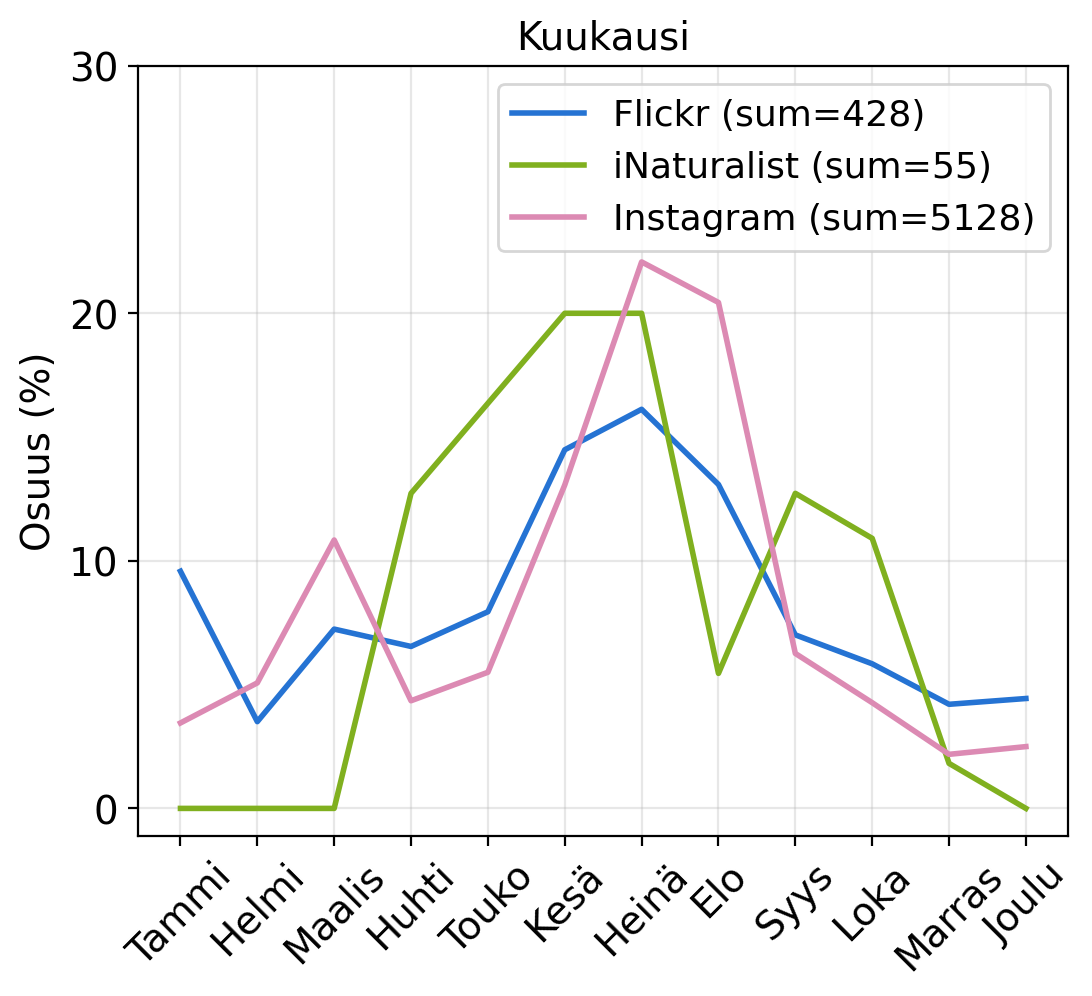 Kuukausi
Osuus (%)
30
20
10
0
Flickr (sum=428)
iNaturalist (sum=55)
Instagram (sum=5128)
Tammi
Helmi
Maalis
Huhti
Touko
Kesä
Heinä
Elo
Syys
Loka
Marras
Joulu